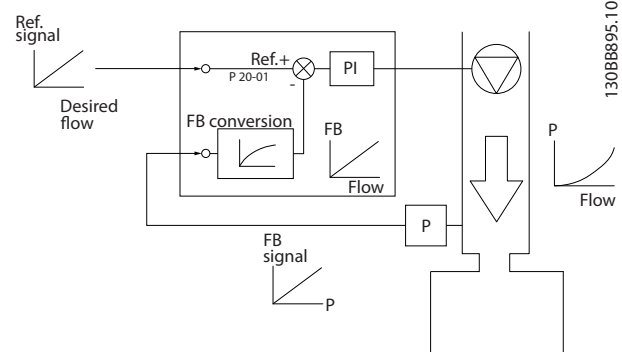 Ref.
signal
Desired
flow
Ref.+
P 20-01
-
PI
FB conversion
FB
Flow
P
FB
signal
P
P
Flow
130BB895.10